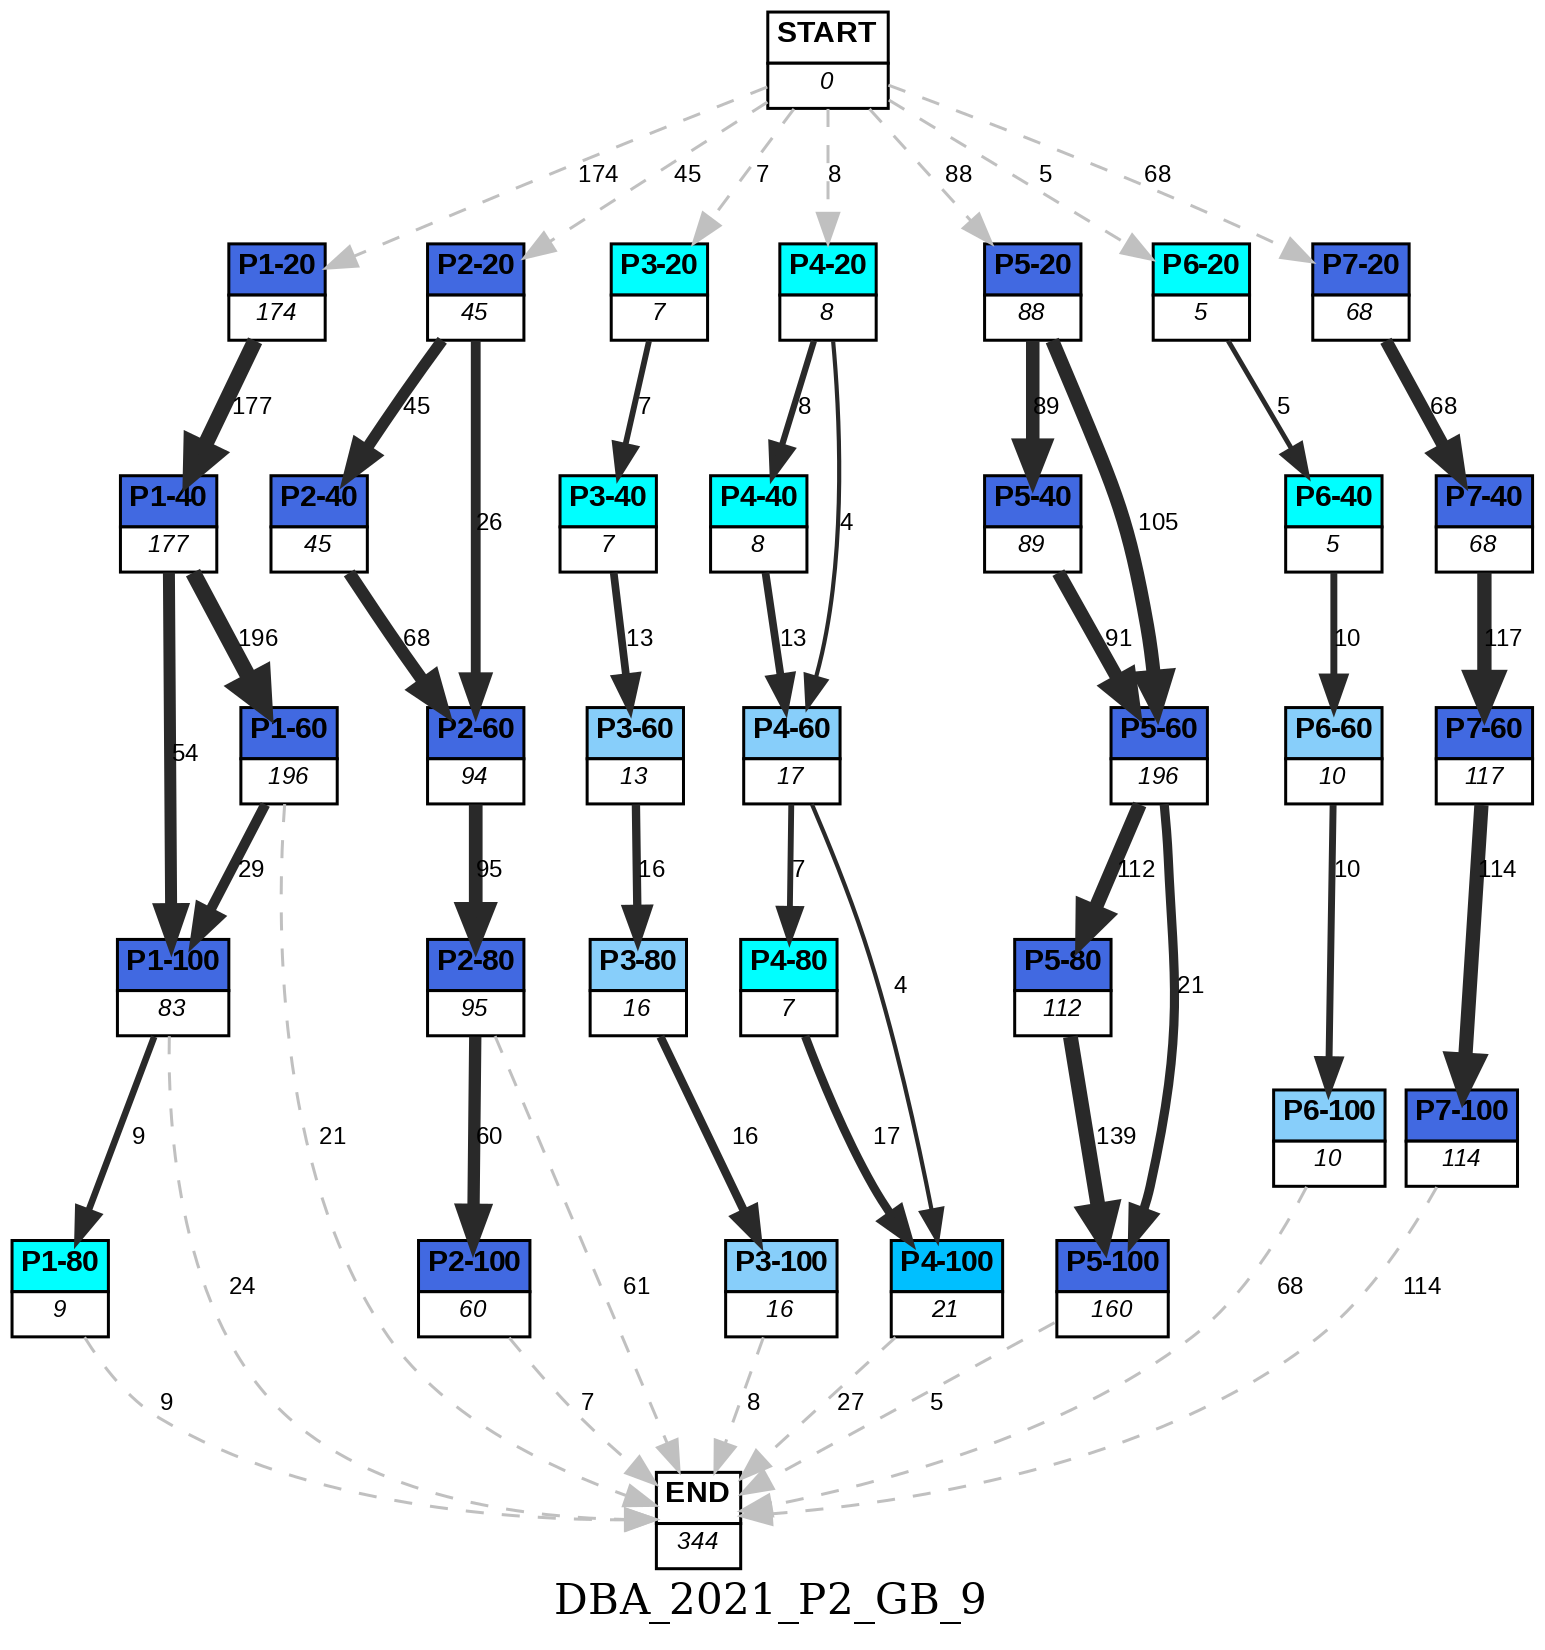 START
0
174 45 7 8 88 5 68
P1-20 P2-20 P3-20 P4-20 P5-20 P6-20 P7-20
174 45 7 8 88 5 68
177 45 7 8 89 5 68
P1-40 P2-40 P3-40 P4-40 P5-40 P6-40 P7-40
177 45 7 8 89 5 68
26 4 105
196 68 13 13 91 10 117
P1-60 P2-60 P3-60 P4-60 P5-60 P6-60 P7-60
54
196 94 13 17 196 10 117
29 95 16 7 112 10 114
P1-100 P2-80 P3-80 P4-80 P5-80
4 21
83 95 16 7 112
P6-100 P7-100
9 21 60 16 17 139
10 114
P1-80 P2-100 P3-100 P4-100 P5-100
24 61 68 114
9 60 16 21 160
9 7 8 27 5
END
344
DBA_2021_P2_GB_9